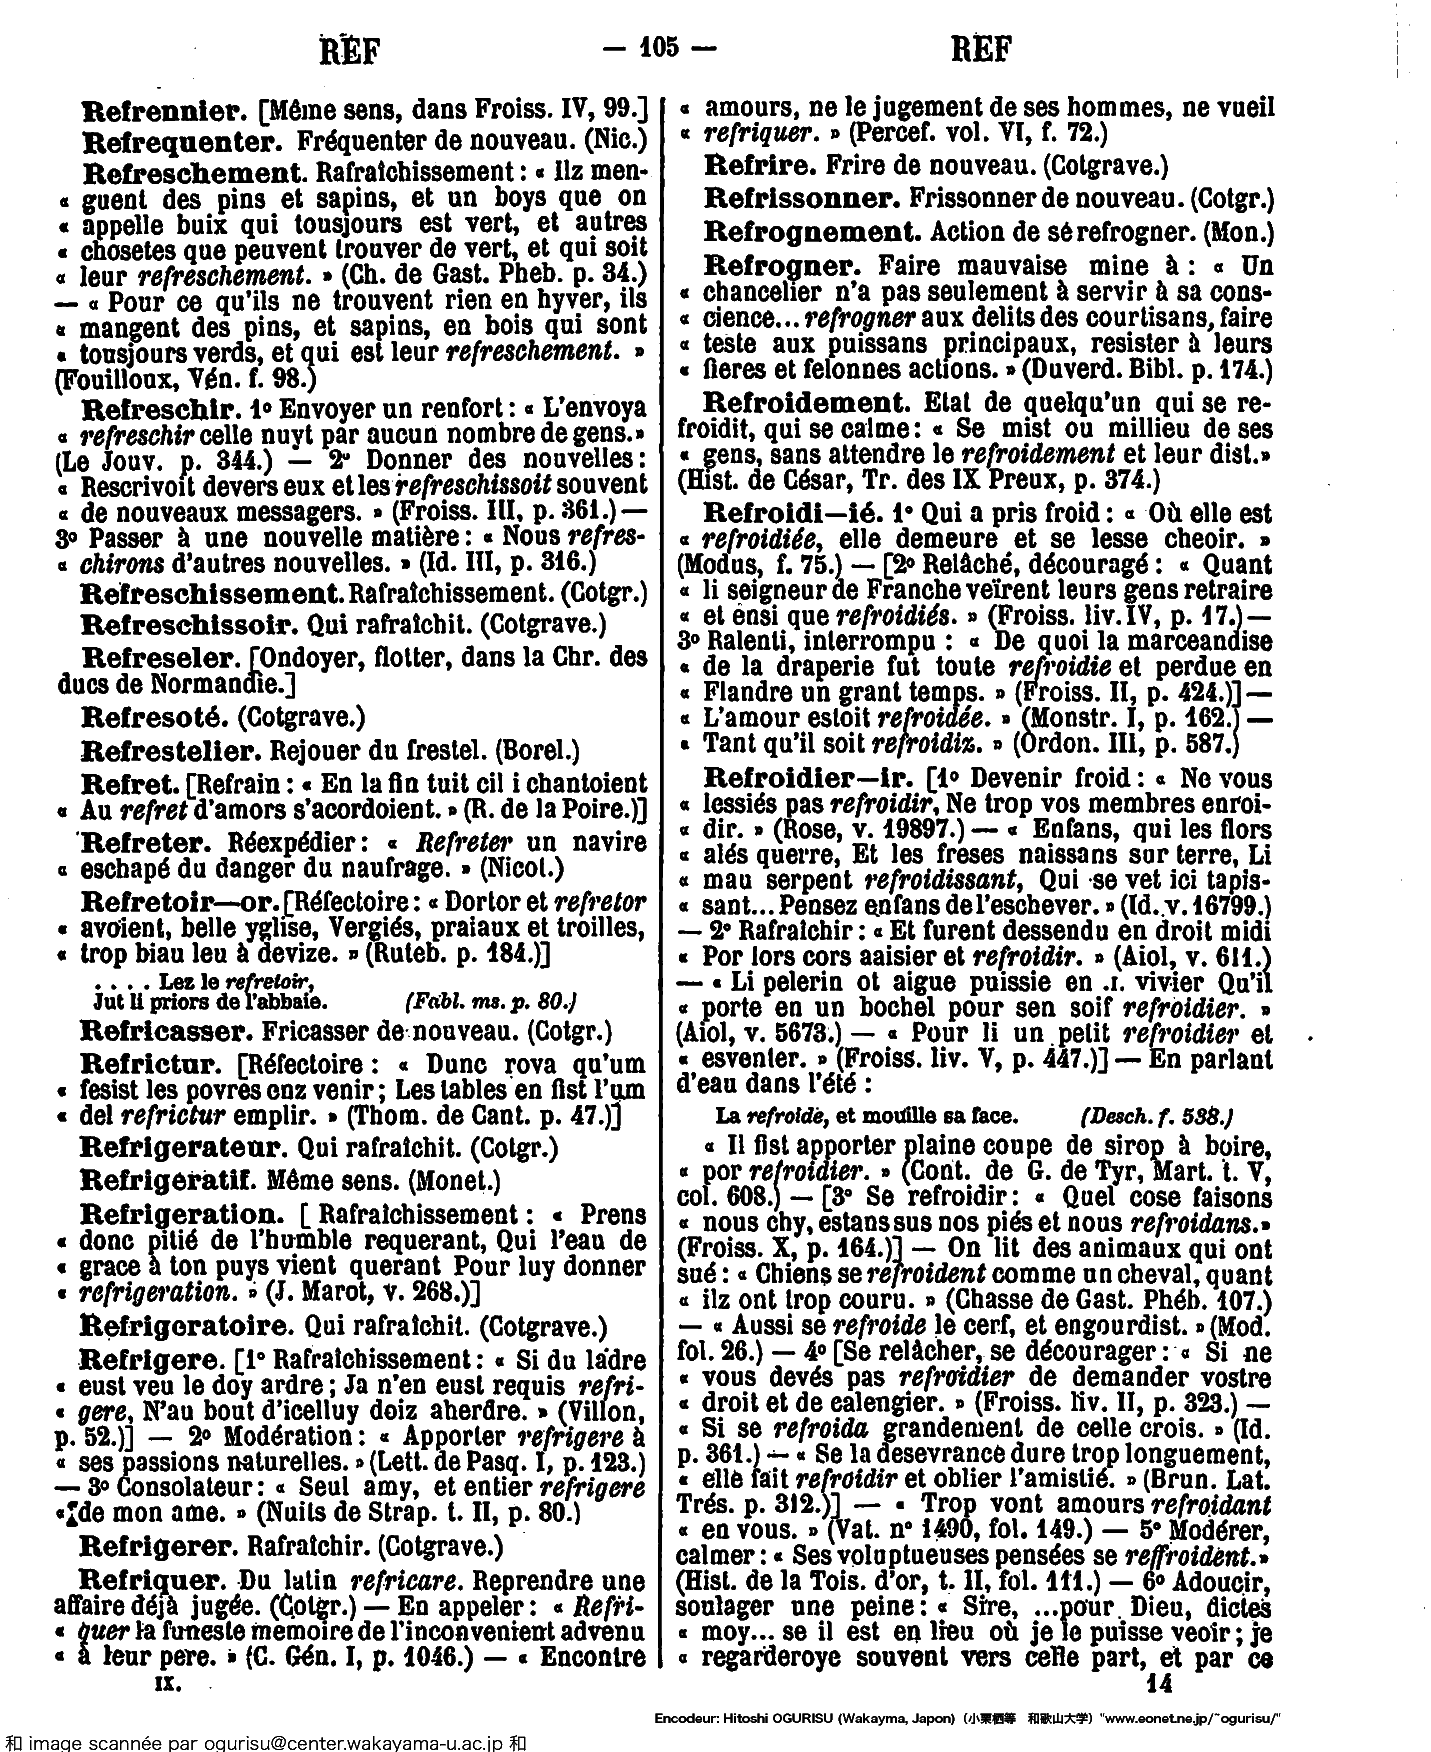 REF
— 105 —
REF
Refrennier. [Même sens, dans Froiss. IV, 99.]
Refrequenter. Fréquenter de nouveau. (Nic.)
Refreschement. Rafraîchissement : « Ilz men-
« guent des pins et sapins, et un boys que on
« appelle buix qui tousjours est vert, et autres
« chosetes que peuvent trouver de vert, et qui soit
« leur refreschement. » (Ch. de Gast. Pheb. p. 34.)
— « Pour ce qu'ils ne trouvent rien en hyver, ils
« mangent des pins, et sapins, en bois qui sont
« tousjours verds, et qui est leur refreschement. »
(Fouilloux, Vén. f. 98.)
Refreschir. 1º Envoyer un renfort : « L'envoya
« refreschir celle nuyt par aucun nombre de gens. »
(Le Jouv. p. 344.) — 2º Donner des nouvelles :
« Rescrivoit devers eux et les refreschissoit souvent
« de nouveaux messagers. » (Froiss. III, p. 361.) —
3º Passer à une nouvelle matière : « Nous refres-
« chirons d'autres nouvelles. » (Id. III, p. 316.)
Refreschissement. Rafraîchissement. (Cotgr.)
Refreschissoir. Qui rafraîchit. (Cotgrave.)
Refreseler. [Ondoyer, flotter, dans la Chr. des
ducs de Normandie.]
Refresoté. (Cotgrave.)
Refrestelier. Rejouer du frestel. (Borel.)
Refret. [Refrain : « En la fin tuit cil i chantoient
« Au refret d'amors s'acordoient. » (R. de la Poire.)]
Refreter. Réexpédier : « Refreter un navire
« eschapé du danger du naufrage. » (Nicot.)
Refretoir—or. [Réfectoire : « Dortor et refretor
« avoient, belle yglise, Vergiés, praiaux et troilles,
« trop biau leu à devize. » (Ruteb. p. 184.)]
. . . . Lez le refretoir,
Jut li priors de l'abbaie. (Fabl. ms. p. 80.)
Refricasser. Fricasser de nouveau. (Cotgr.)
Refrictur. [Réfectoire : « Dunc rova qu'um
« fesist les povres enz venir ; Les tables en fist l'um
« del refrictur emplir. » (Thom. de Cant. p. 47.)]
Refrigerateur. Qui rafraîchit. (Cotgr.)
Refrigeratif. Même sens. (Monet.)
Refrigeration. [ Rafraîchissement : « Prens
« donc pitié de l'humble requerant, Qui l'eau de
« grace à ton puys vient querant Pour luy donner
« refrigeration. » (J. Marot, v. 268.)]
Refrigeratoire. Qui rafraîchit. (Cotgrave.)
Refrigere. [1º Rafraîchissement : « Si du ladre
« eust veu le doy ardre ; Ja n'en eust requis refri-
« gere, N'au bout d'icelluy doiz aherdre. » (Villon,
p. 52.)] — 2º Modération : « Apporter refrigere à
« ses passions naturelles. » (Lett. de Pasq. I, p. 123.)
— 3º Consolateur : « Seul amy, et entier refrigere
« de mon ame. » (Nuits de Strap. t. II, p. 80.)
Refrigerer. Rafraîchir. (Cotgrave.)
Refriquer. Du latin refricare. Reprendre une
affaire déjà jugée. (Cotgr.) — En appeler : « Refri-
« quer la funeste memoire de l'inconvenient advenu
« à leur pere. » (C. Gén. I, p. 1046.) — « Encontre
IX.
« amours, ne le jugement de ses hommes, ne vueil
« refriquer. » (Percef. vol. VI, f. 72.)
Refrire. Frire de nouveau. (Cotgrave.)
Refrissonner. Frissonner de nouveau. (Cotgr.)
Refrognement. Action de se refrogner. (Mon.)
Refrogner. Faire mauvaise mine à : « Un
« chancelier n'a pas seulement à servir à sa cons-
« cience... refrogner aux delits des courtisans, faire
« teste aux puissans principaux, resister à leurs
« fieres et felonnes actions. » (Duverd. Bibl. p. 174.)
Refroidement. Etat de quelqu'un qui se re-
froidit, qui se calme : « Se mist ou millieu de ses
« gens, sans attendre le refroidement et leur dist. »
(Hist. de César, Tr. des IX Preux, p. 374.)
Refroidi—ié. 1º Qui a pris froid : « Où elle est
« refroidiée, elle demeure et se lesse cheoir. »
(Modus, f. 75.) — [2º Relâché, découragé : « Quant
« li seigneur de Franche veïrent leurs gens retraire
« et ensi que refroidiés. » (Froiss. liv. IV, p. 17.) —
3º Ralenti, interrompu : « De quoi la marceandise
« de la draperie fut toute refroidie et perdue en
« Flandre un grant temps. » (Froiss. II, p. 424.)] —
« L'amour estoit refroidée. » (Monstr. I, p. 162.) —
« Tant qu'il soit refroidiz. » (Ordon. III, p. 587.)
Refroidier—ir. [1º Devenir froid : « Ne vous
« lessiés pas refroidir, Ne trop vos membres enroi-
« dir. » (Rose, v. 19897.) — « Enfans, qui les flors
« alés querre, Et les freses naissans sur terre, Li
« mau serpent refroidissant, Qui se vet ici tapis-
« sant... Pensez enfans de l'eschever. » (Id. v. 16799.)
— 2º Rafraîchir : « Et furent dessendu en droit midi
« Por lors cors aaisier et refroidir. » (Aiol, v. 611.)
— « Li pelerin ot aigue puissie en .I. vivier Qu'il
« porte en un bochel pour sen soif refroidier. »
(Aiol, v. 5673.) — « Pour li un petit refroidier et
« esventer. » (Froiss. liv. V, p. 447.)] — En parlant
d'eau dans l'été :
La refroide, et mouille sa face. (Desch. f. 538.)
« Il fist apporter plaine coupe de sirop à boire,
« por refroidier. » (Cont. de G. de Tyr, Mart. t. V,
col. 608.) — [3º Se refroidir : « Quel cose faisons
« nous chy, estans sus nos piés et nous refroidans. »
(Froiss. X, p. 164.)] — On lit des animaux qui ont
sué : « Chiens se refroident comme un cheval, quant
« ilz ont trop couru. » (Chasse de Gast. Phéb. 107.)
— « Aussi se refroide le cerf, et engourdist. » (Mod.
fol. 26.) — 4º [Se relâcher, se décourager : « Si ne
« vous devés pas refroidier de demander vostre
« droit et de calengier. » (Froiss. liv. II, p. 323.) —
« Si se refroida grandement de celle crois. » (Id.
p. 361.) — « Se la desevrance dure trop longuement,
« elle fait refroidir et oblier l'amistié. » (Brun. Lat.
Trés. p. 312.)] — « Trop vont amours refroidant
« en vous. » (Vat. nº 1490, fol. 149.) — 5º Modérer,
calmer : « Ses voluptueuses pensées se reffroident. »
(Hist. de la Tois. d'or, t. II, fol. 111.) — 6º Adoucir,
soulager une peine : « Sire, ...pour Dieu, dictes
« moy... se il est en lieu où je le puisse veoir ; je
« regarderoye souvent vers celle part, et par ce
14
Encodeur: Hitoshi OGURISU (Wakayma, Japon) (小栗栖等 和歌山大学) "www.eonet.ne.jp/~ogurisu/"
和 image scannée par ogurisu@center.wakayama-u.ac.jp 和